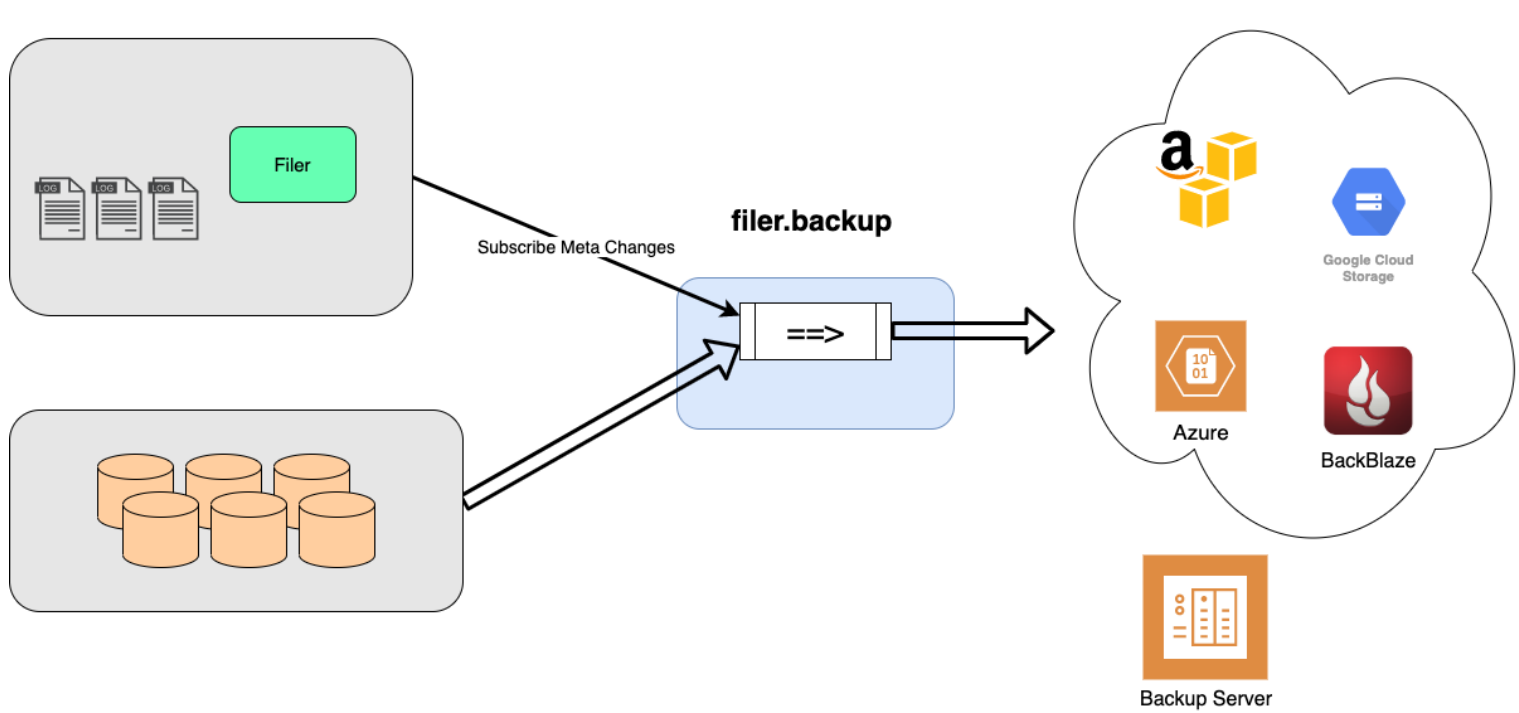 LOG
LOG
LOG
Filer
Subscribe Meta Changes
filer.backup
==>
a
Google Cloud
Storage
10
01
Azure
BackBlaze
Backup Server